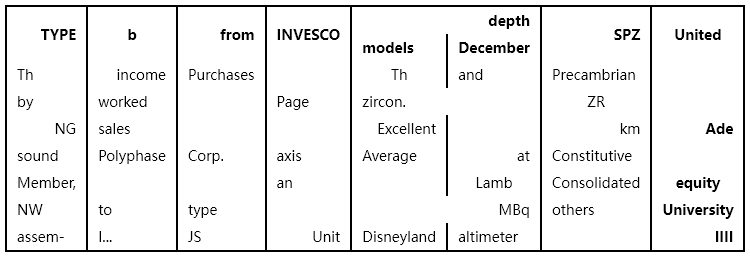 depth
TYPE b from INVESCO models December SPZ United
Th income Purchases Th and Precambrian
by worked Page zircon. ZR
NG sales Excellent km Ade
sound Polyphase Corp. axis Average at Constitutive
Member, an Lamb Consolidated equity
NW to type MBq others University
assem- I... JS Unit Disneyland altimeter IIII